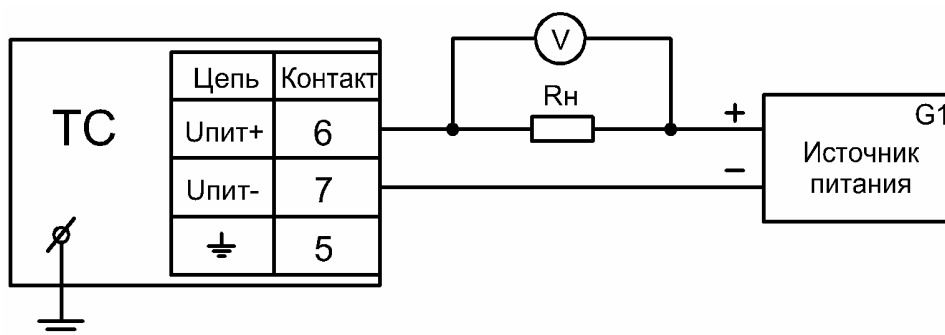 V
Цепь Контакт
Rн
G1
ТС
Uпит+ 6
+
Источник
питания
Uпит- 7
–
5